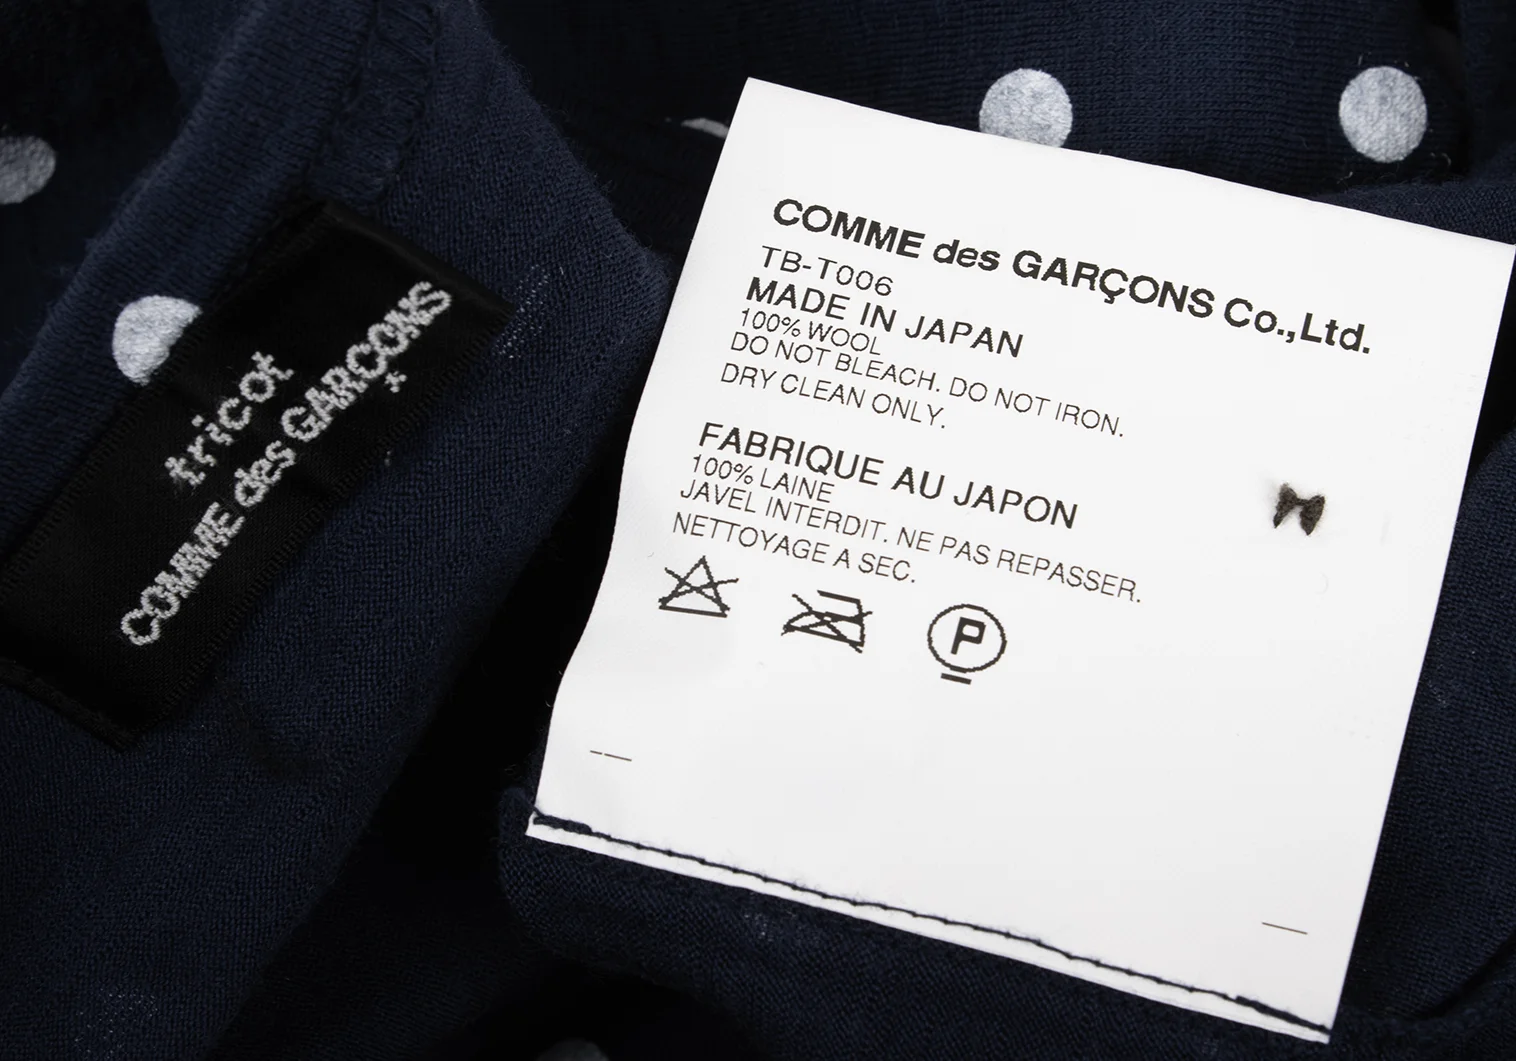 tricot
COMME des GARÇONS
COMME des GARÇONS Co.,Ltd.
TB-T006
MADE IN JAPAN
100% WOOL
DO NOT BLEACH. DO NOT IRON.
DRY CLEAN ONLY.
FABRIQUE AU JAPON
100% LAINE
JAVEL INTERDIT. NE PAS REPASSER.
NETTOYAGE A SEC.
P